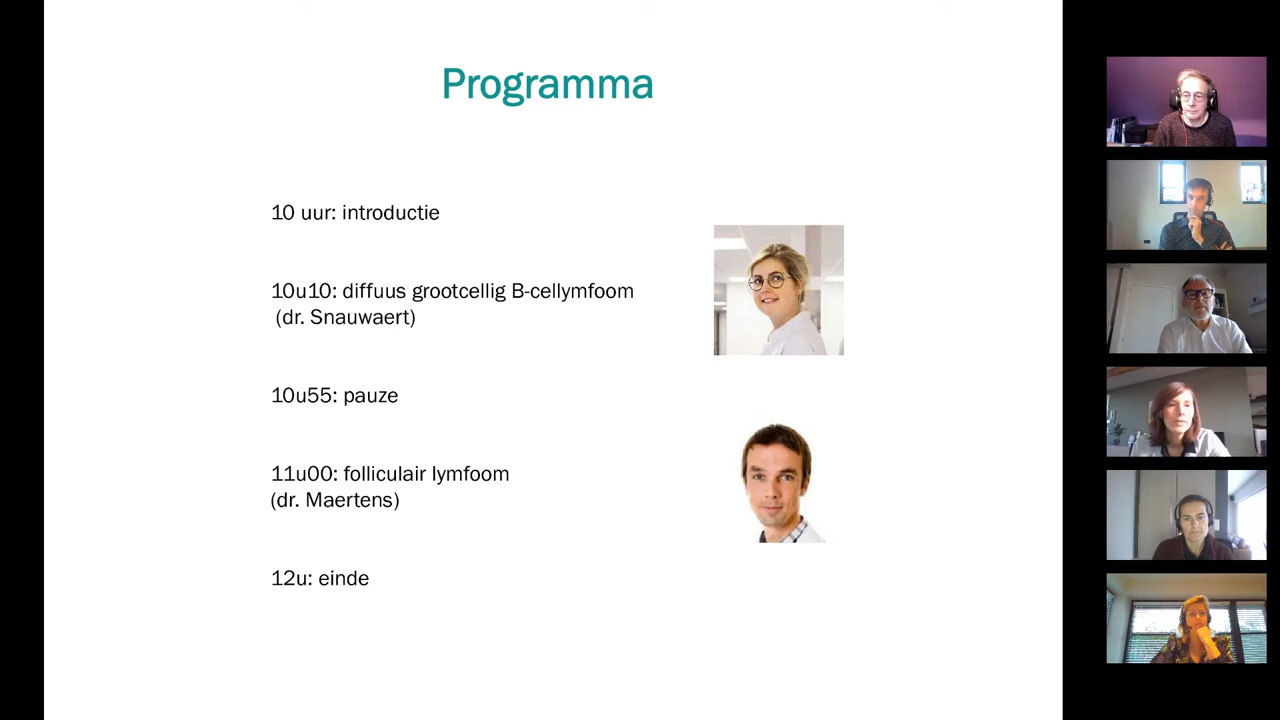 Programma
10 uur: introductie
10u10: diffuus grootcellig B-cellymfoom
(dr. Snauwaert)
10u55: pauze
11u00: folliculair lymfoom
(dr. Maertens)
12u: einde